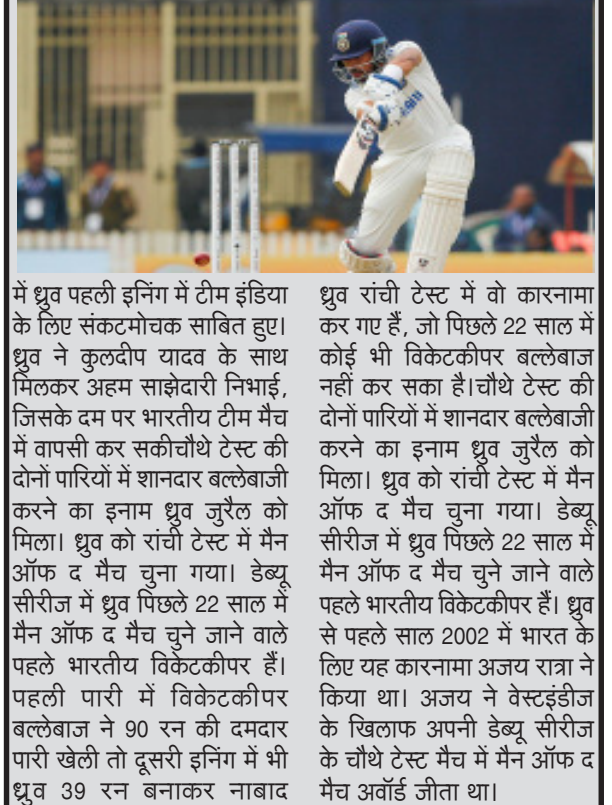 में ध्रुव पहली इनिंग में टीम इंडिया
के लिए संकटमोचक साबित हुए।
ध्रुव ने कुलदीप यादव के साथ
मिलकर अहम साझेदारी निभाई,
जिसके दम पर भारतीय टीम मैच
में वापसी कर सकीचौथे टेस्ट की
दोनों पारियों में शानदार बल्लेबाजी
करने का इनाम ध्रुव जुरैल को
मिला। ध्रुव को रांची टेस्ट में मैन
ऑफ द मैच चुना गया। डेब्यू
सीरीज में ध्रुव पिछले 22 साल में
मैन ऑफ द मैच चुने जाने वाले
पहले भारतीय विकेटकीपर हैं।
पहली पारी में विकेटकीपर
बल्लेबाज ने 90 रन की दमदार
पारी खेली तो दूसरी इनिंग में भी
ध्रुव 39 रन बनाकर नाबाद
ध्रुव रांची टेस्ट में वो कारनामा
कर गए हैं, जो पिछले 22 साल में
कोई भी विकेटकीपर बल्लेबाज
नहीं कर सका है।चौथे टेस्ट की
दोनों पारियों में शानदार बल्लेबाजी
करने का इनाम ध्रुव जुरैल को
मिला। ध्रुव को रांची टेस्ट में मैन
ऑफ द मैच चुना गया। डेब्यू
सीरीज में ध्रुव पिछले 22 साल में
मैन ऑफ द मैच चुने जाने वाले
पहले भारतीय विकेटकीपर हैं। ध्रुव
से पहले साल 2002 में भारत के
लिए यह कारनामा अजय रात्रा ने
किया था। अजय ने वेस्टइंडीज
के खिलाफ अपनी डेब्यू सीरीज
के चौथे टेस्ट मैच में मैन ऑफ द
मैच अवॉर्ड जीता था।